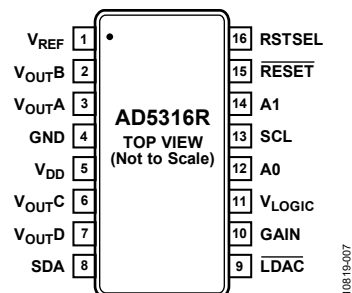 VREF 1 16 RSTSEL
VOUTB 2 15 RESET
VOUTA 3 14 A1
GND 4 13 SCL
VDD 5 12 A0
VOUTC 6 11 VLOGIC
VOUTD 7 10 GAIN
SDA 8 9 LDAC
AD5316R
TOP VIEW
(Not to Scale)
10819-007